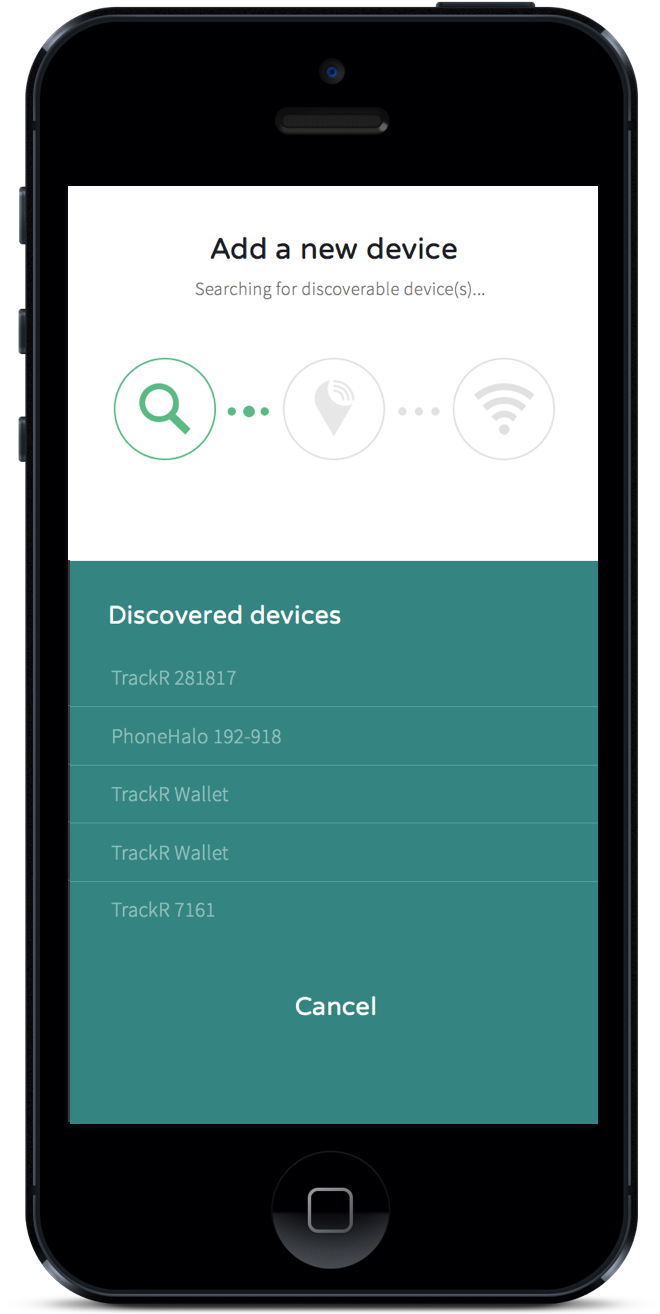 Add a new device
Searching for discoverable device(s)...
Discovered devices
TrackR 281817
PhoneHalo 192-918
TrackR Wallet
TrackR Wallet
TrackR 7161
Cancel